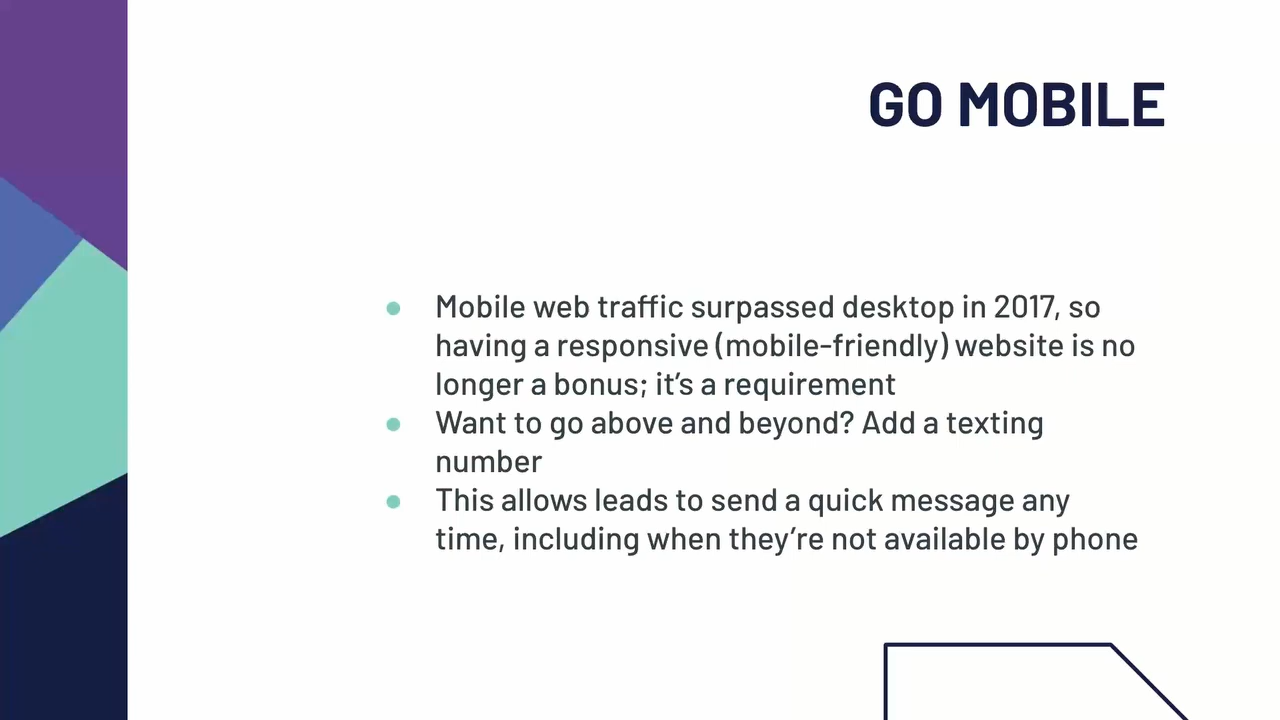 GO MOBILE
Mobile web traffic surpassed desktop in 2017, so
having a responsive (mobile-friendly) website is no
longer a bonus; it’s a requirement
Want to go above and beyond? Add a texting
number
This allows leads to send a quick message any
time, including when they’re not available by phone